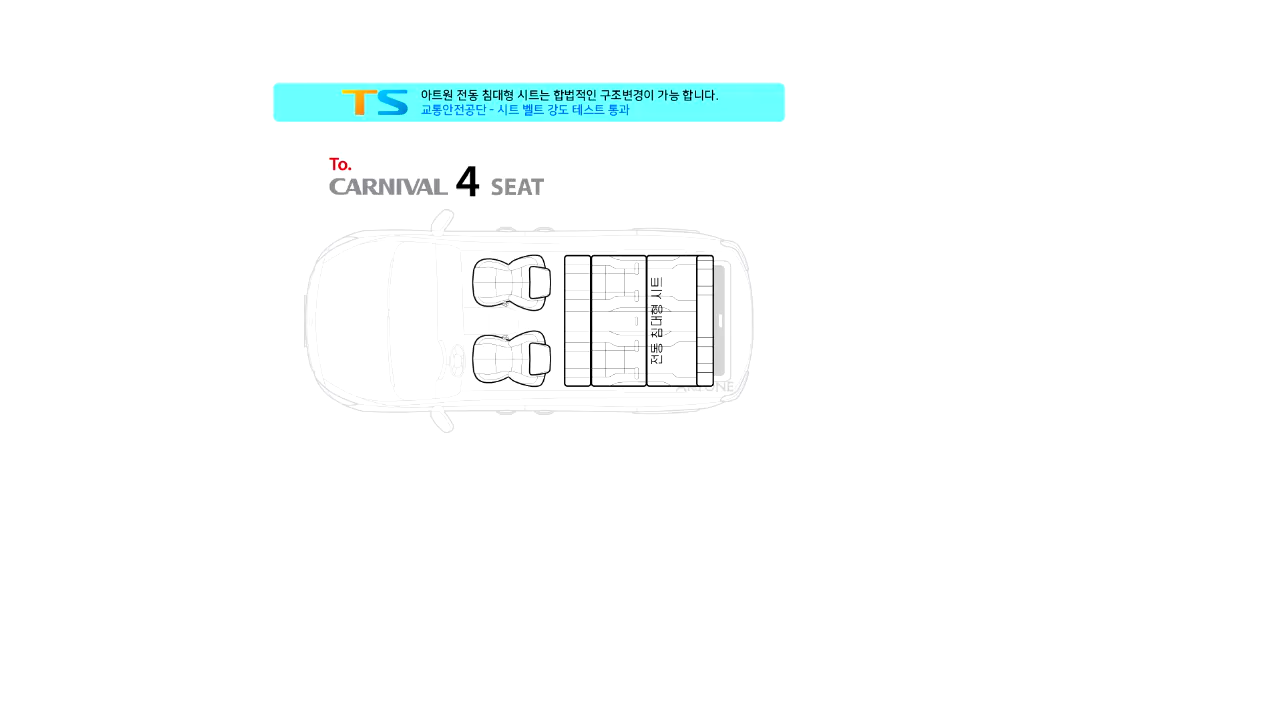 TS
아트원 전동 침대형 시트는 합법적인 구조변경이 가능 합니다.
교통안전공단 - 시트 벨트 강도 테스트 통과
To.
CARNIVAL 4 SEAT
전동 침대형 시트
ART ONE